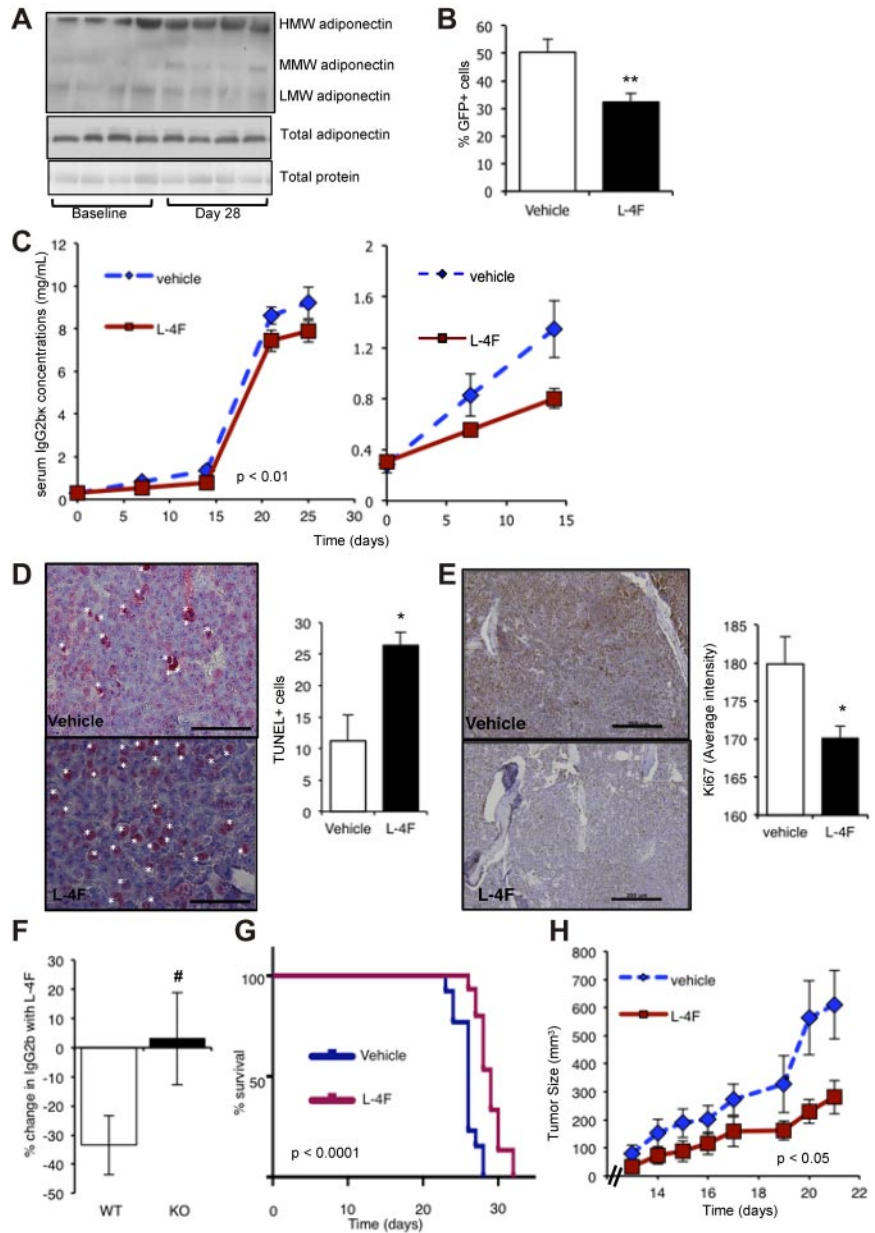 A
HMW adiponectin
MMW adiponectin
LMW adiponectin
Total adiponectin
Total protein
Baseline
Day 28
B
% GFP+ cells
60
50
40
30
20
10
0
**
Vehicle
L-4F
C
serum IgG2bκ concentrations (mg/mL)
12
10
8
6
4
2
0
vehicle
L-4F
p < 0.01
0 5 10 15 20 25 30
2
1.6
1.2
0.8
0.4
0
vehicle
L-4F
0 5 10 15
Time (days)
D
Vehicle
L-4F
TUNEL+ cells
30
25
20
15
10
5
0
*
Vehicle L-4F
E
Vehicle
L-4F
Ki67 (Average intensity)
185
180
175
170
165
160
*
vehicle L-4F
F
% change in IgG2b with L-4F
30
20
10
0
-10
-20
-30
-40
-50
#
WT KO
G
% survival
100
50
Vehicle
L-4F
p < 0.0001
0 10 20 30
Time (days)
H
Tumor Size (mm³)
800
700
600
500
400
300
200
100
0
vehicle
L-4F
p < 0.05
14 16 18 20 22
Time (days)